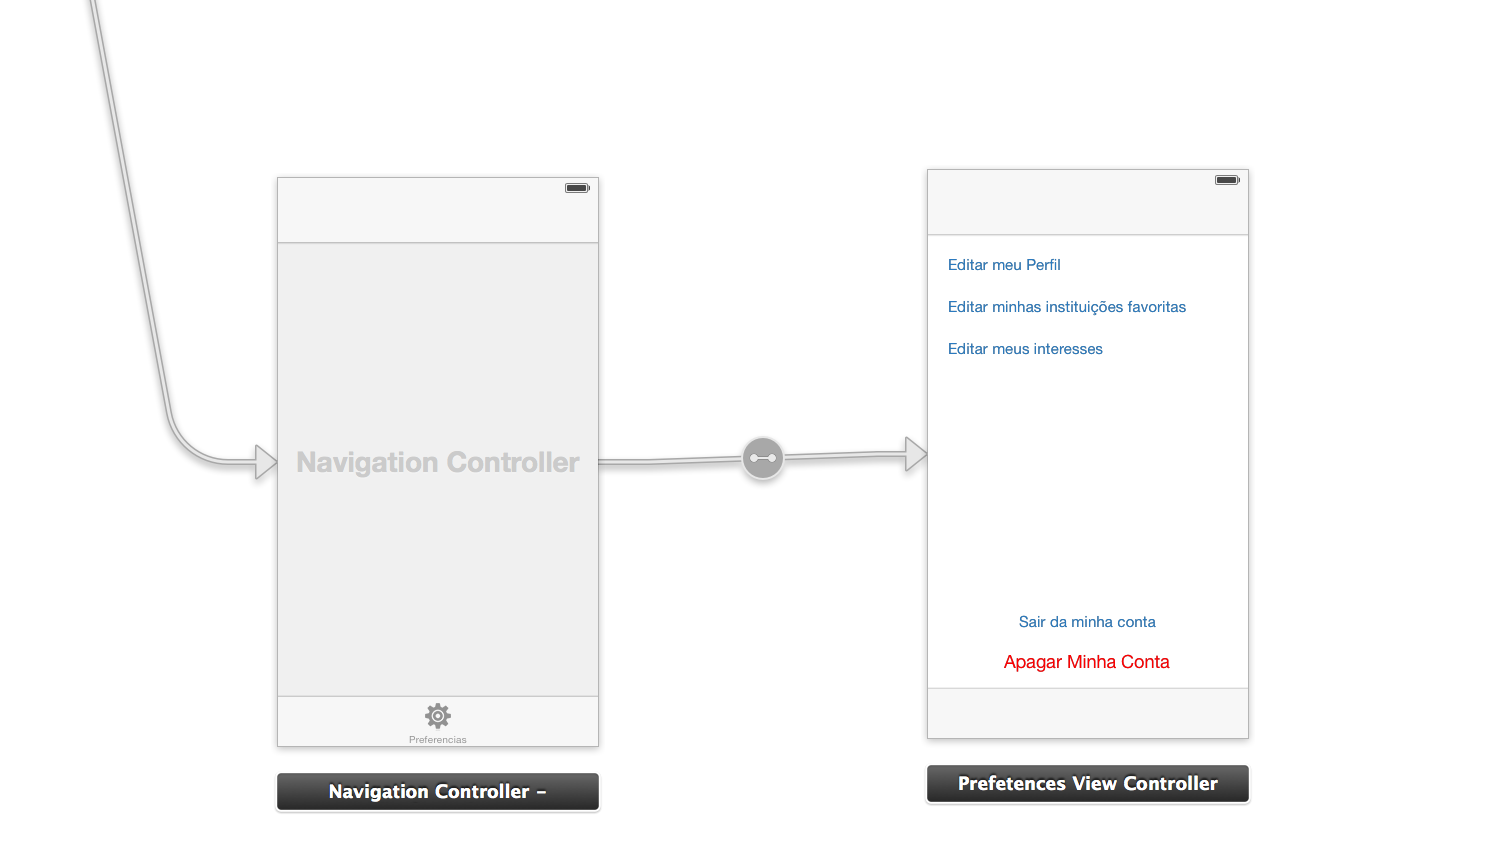 Navigation Controller
Preferencias
Navigation Controller –
Editar meu Perfil
Editar minhas instituições favoritas
Editar meus interesses
Sair da minha conta
Apagar Minha Conta
Prefetences View Controller